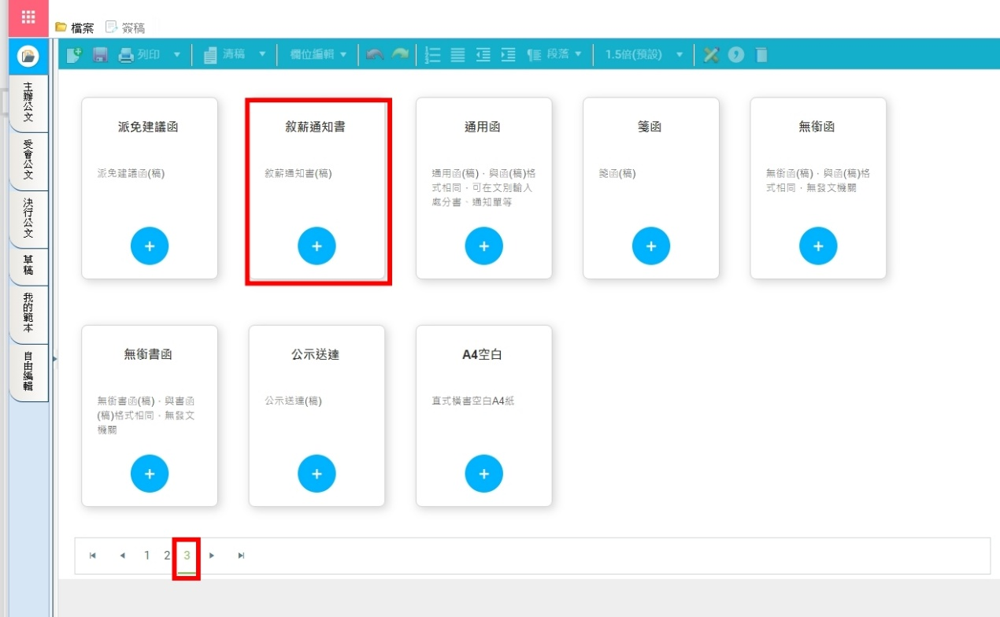 檔案 簽稿
列印 清稿 欄位編輯 段落 1.5倍(預設)
主辦公文
受會公文
決行公文
草稿
我的範本
自由編輯
派免建議函
派免建議函(稿)
敘薪通知書
敘薪通知書(稿)
通用函
通用函(稿)，與函(稿)格
式相同，可在文別輸入
處分書、通知單等
箋函
箋函(稿)
無銜函
無銜函(稿)，與函(稿)格
式相同，無發文機關
無銜書函
無銜書函(稿)，與書函
(稿)格式相同，無發文
機關
公示送達
公示送達(稿)
A4空白
直式橫書空白A4紙
1 2 3